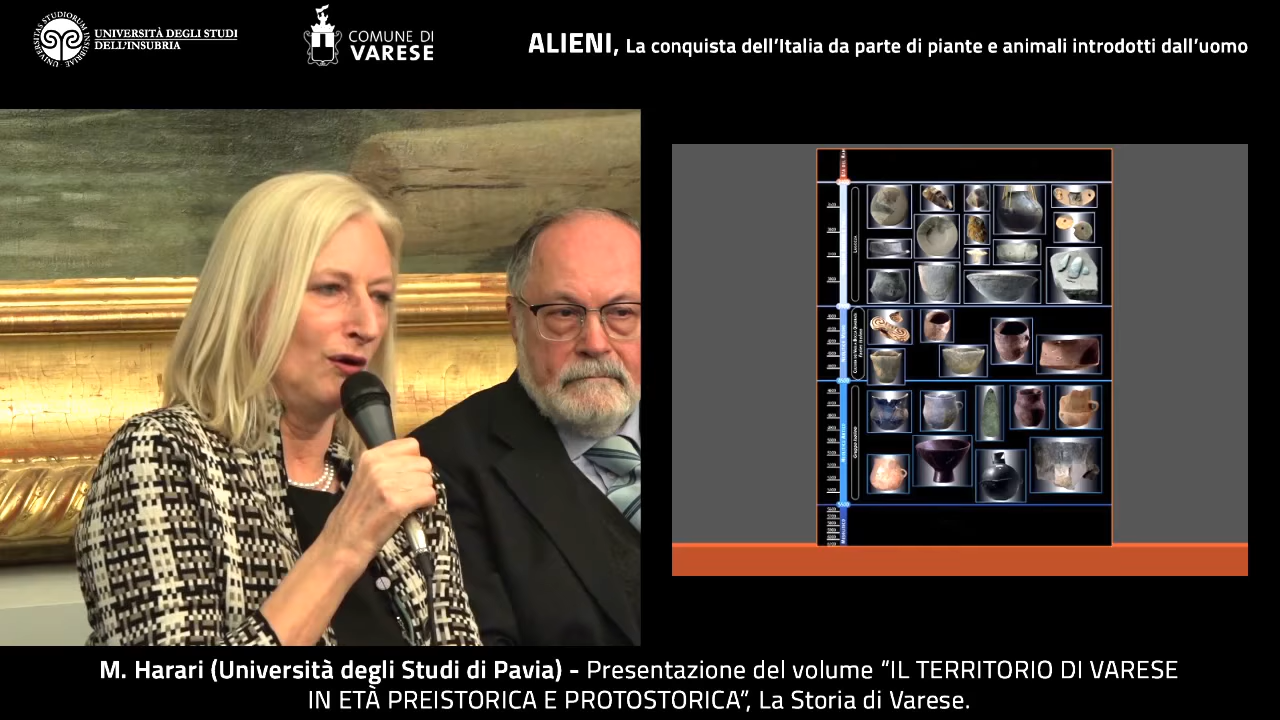 UNIVERSITÀ DEGLI STUDI
DELL'INSUBRIA
COMUNE DI
VARESE
ALIENI, La conquista dell'Italia da parte di piante e animali introdotti dall'uomo
M. Harari (Università degli Studi di Pavia) - Presentazione del volume "IL TERRITORIO DI VARESE
IN ETÀ PREISTORICA E PROTOSTORICA", La Storia di Varese.